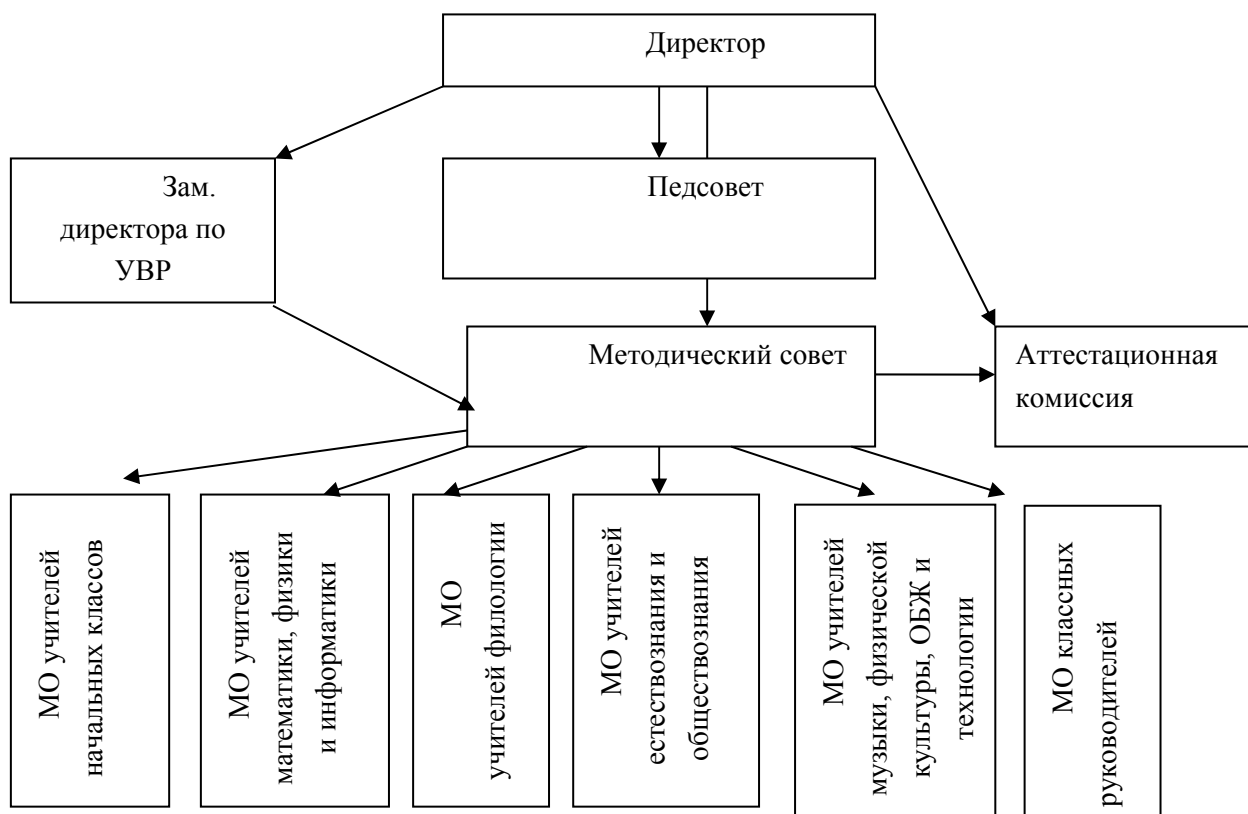 Директор
Зам.
директора по
УВР
Педсовет
Методический совет
Аттестационная
комиссия
МО учителей
начальных классов
МО учителей
математики, физики
и информатики
МО
учителей филологии
МО учителей
естествознания и
обществознания
МО учителей
музыки, физической
культуры, ОБЖ и
технологии
МО классных
руководителей